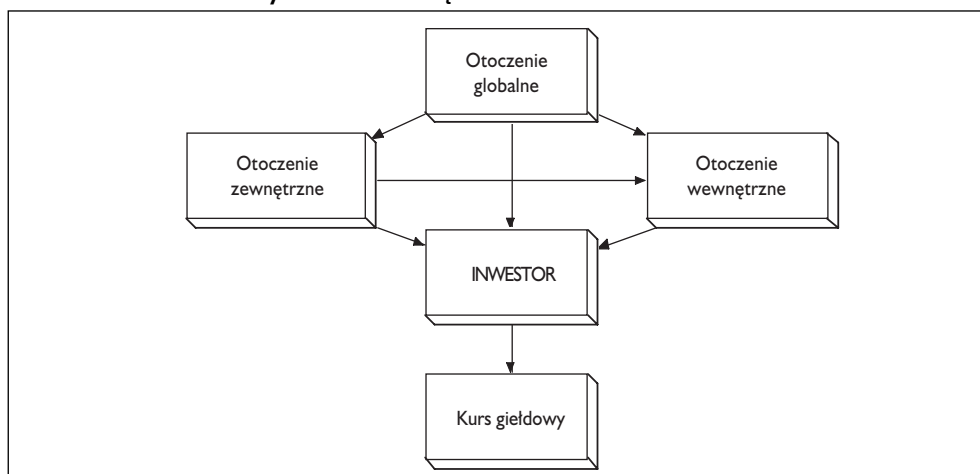 Otoczenie
globalne
Otoczenie
zewnętrzne
Otoczenie
wewnętrzne
INWESTOR
Kurs giełdowy